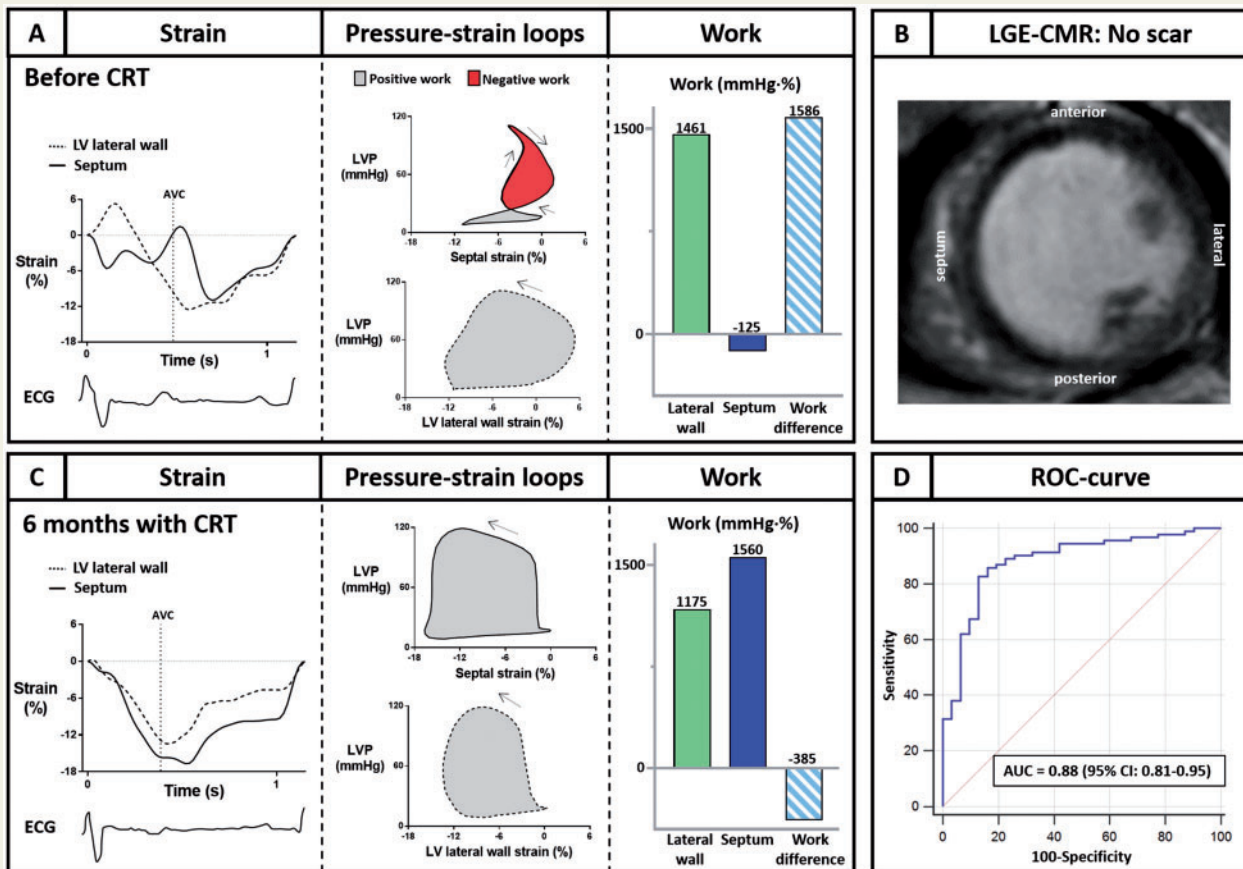 A
Strain
Pressure-strain loops
Work
Before CRT
LV lateral wall
Septum
AVC
6
0
-6
-12
-18
Strain
(%)
0
1
Time (s)
ECG
Positive work
Negative work
120
60
0
LVP
(mmHg)
-18
-12
-6
0
6
Septal strain (%)
120
60
0
LVP
(mmHg)
-18
-12
-6
0
6
LV lateral wall strain (%)
Work (mmHg·%)
1500
0
1461
-125
1586
Lateral
wall
Septum
Work
difference
B
LGE-CMR: No scar
anterior
septum
lateral
posterior
C
Strain
Pressure-strain loops
Work
6 months with CRT
LV lateral wall
Septum
AVC
6
0
-6
-12
-18
Strain
(%)
0
1
Time (s)
ECG
120
60
0
LVP
(mmHg)
-18
-12
-6
0
6
Septal strain (%)
120
60
0
LVP
(mmHg)
-18
-12
-6
0
6
LV lateral wall strain (%)
Work (mmHg·%)
1500
0
1175
1560
-385
Lateral
wall
Septum
Work
difference
D
ROC-curve
100
80
60
40
20
0
Sensitivity
AUC = 0.88 (95% CI: 0.81-0.95)
0
20
40
60
80
100
100-Specificity